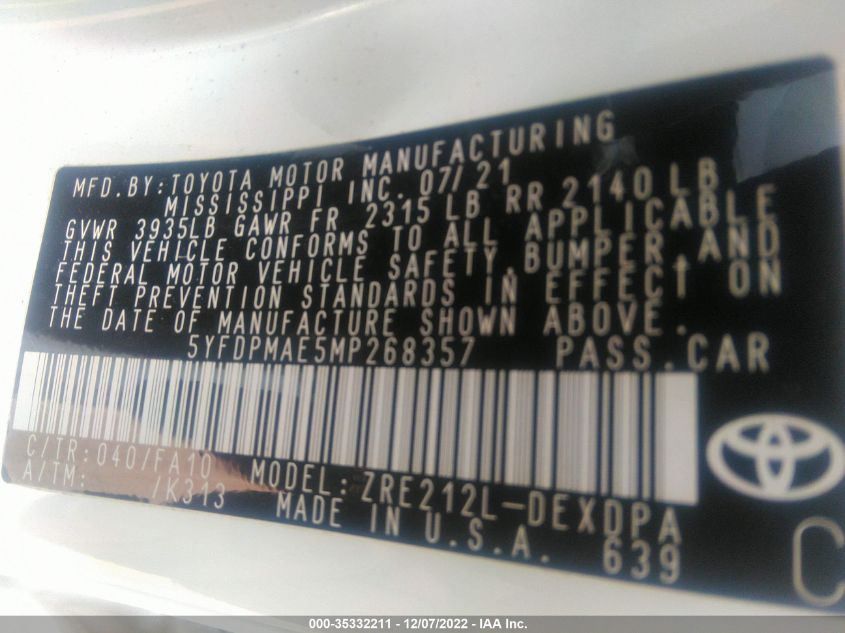 MFD.BY:TOYOTA MOTOR MANUFACTURING
MISSISSIPPI INC. 07/21
GVWR 3935LB GAWR FR 2315 LB RR 2140 LB
THIS VEHICLE CONFORMS TO ALL APPLICABLE
FEDERAL MOTOR VEHICLE SAFETY,BUMPER,AND
THEFT PREVENTION STANDARDS IN EFFECT ON
THE DATE OF MANUFACTURE SHOWN ABOVE.
5YFDPMAE5MP268357 PASS.CAR
C/TR:040/FA10 MODEL:ZRE212L-DEXDPA
A/TM: /K313 MADE IN U.S.A. 639
C
000-35332211 - 12/07/2022 - IAA Inc.